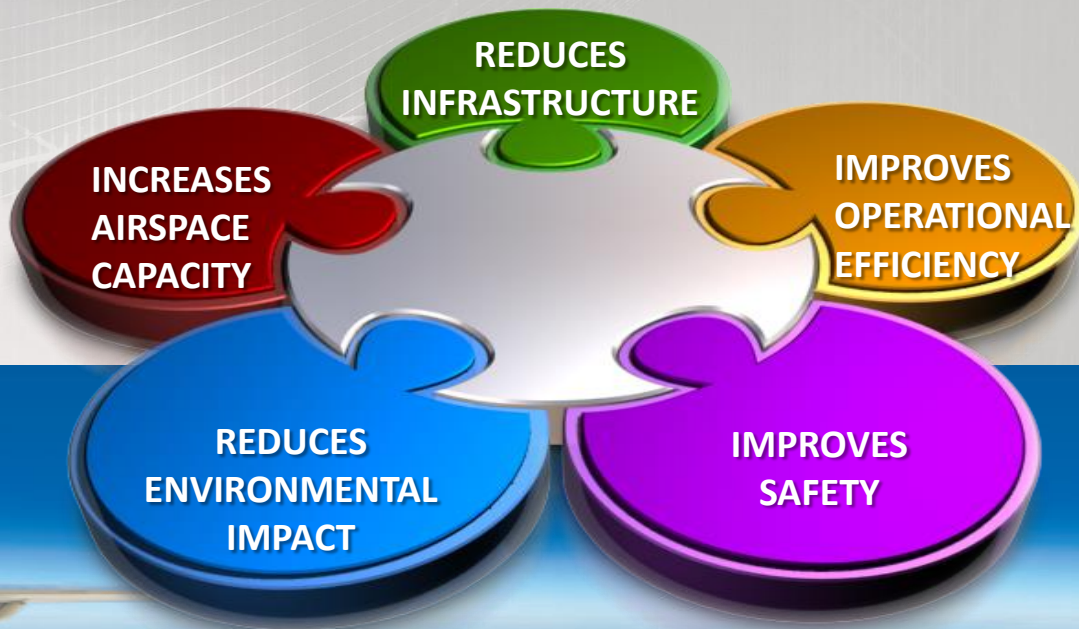 REDUCES
INFRASTRUCTURE
INCREASES
AIRSPACE
CAPACITY
IMPROVES
OPERATIONAL
EFFICIENCY
REDUCES
ENVIRONMENTAL
IMPACT
IMPROVES
SAFETY